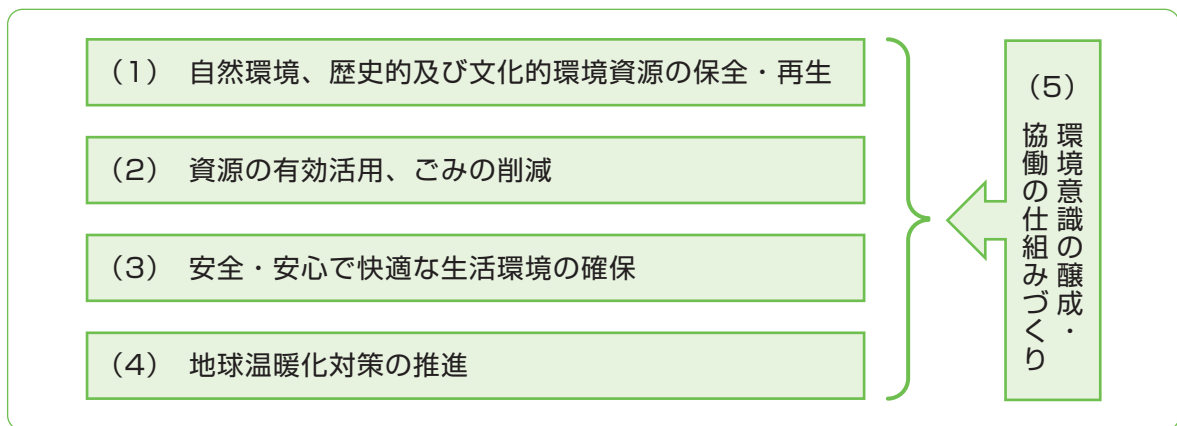 (1) 自然環境、歴史的及び文化的環境資源の保全・再生
(2) 資源の有効活用、ごみの削減
(3) 安全・安心で快適な生活環境の確保
(4) 地球温暖化対策の推進
(5)
環境意識の醸成・
協働の仕組みづくり